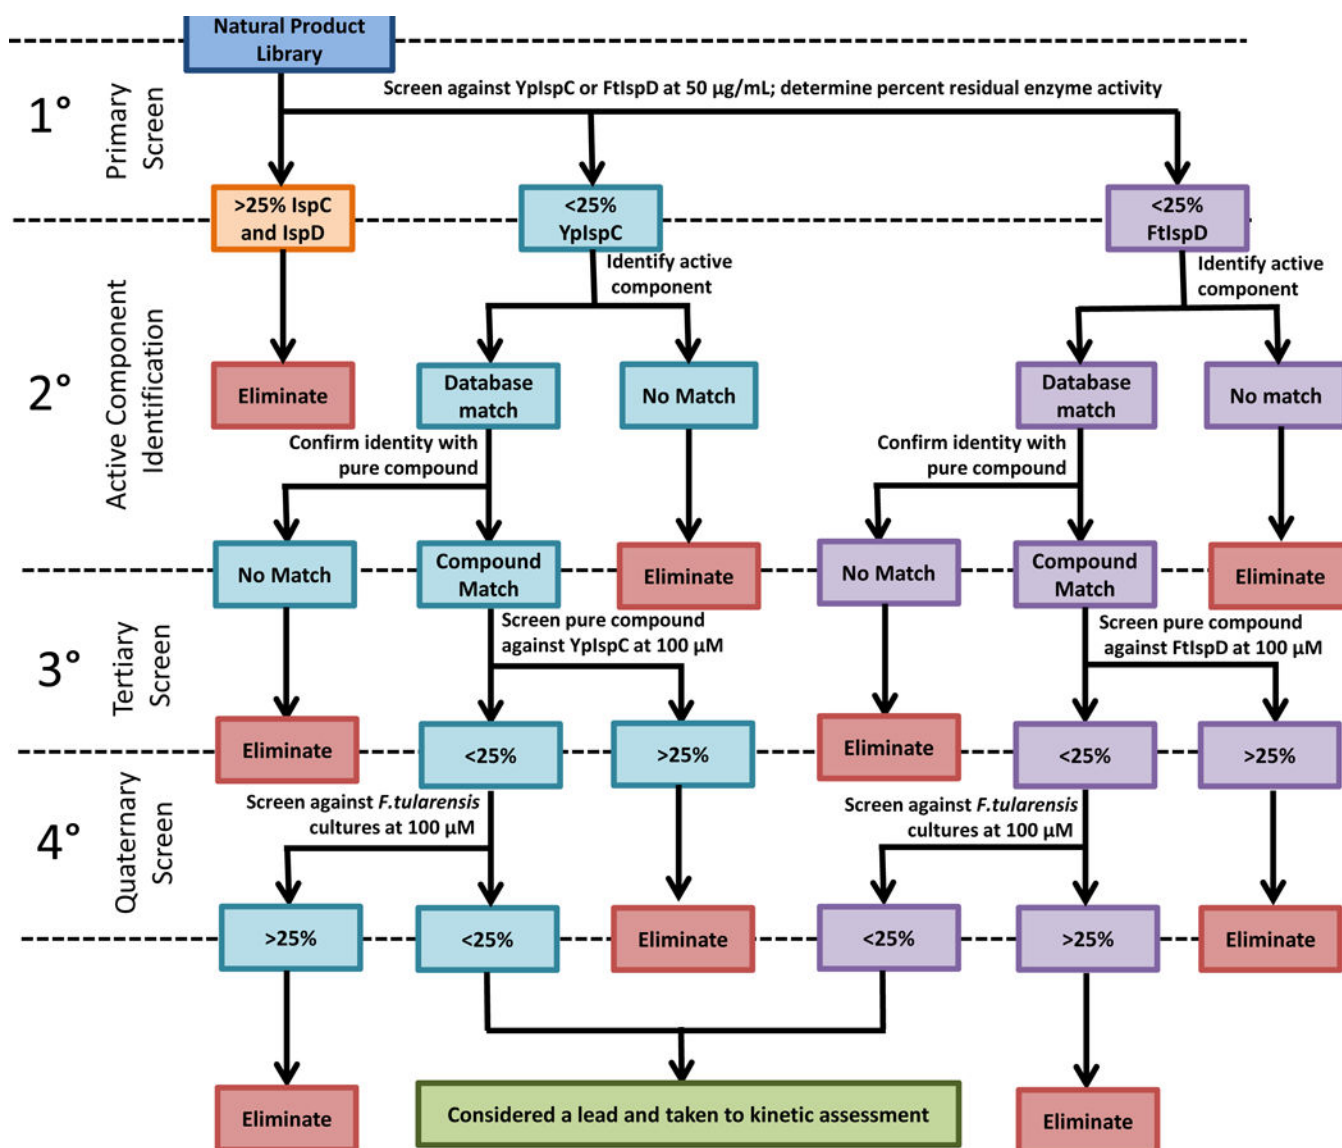 Natural Product
Library
Screen against YpIspC or FtIspD at 50 µg/mL; determine percent residual enzyme activity
1°
Primary
Screen
>25% IspC
and IspD
<25%
YpIspC
<25%
FtIspD
Identify active
component
Identify active
component
2°
Active Component
Identification
Eliminate
Database
match
No Match
Database
match
No match
Confirm identity with
pure compound
Confirm identity with
pure compound
No Match
Compound
Match
Eliminate
No Match
Compound
Match
Eliminate
3°
Tertiary
Screen
Screen pure compound
against YpIspC at 100 µM
Screen pure compound
against FtIspD at 100 µM
Eliminate
<25%
>25%
Eliminate
<25%
>25%
4°
Quaternary
Screen
Screen against F.tularensis
cultures at 100 µM
Screen against F.tularensis
cultures at 100 µM
>25%
<25%
Eliminate
<25%
>25%
Eliminate
Eliminate
Considered a lead and taken to kinetic assessment
Eliminate